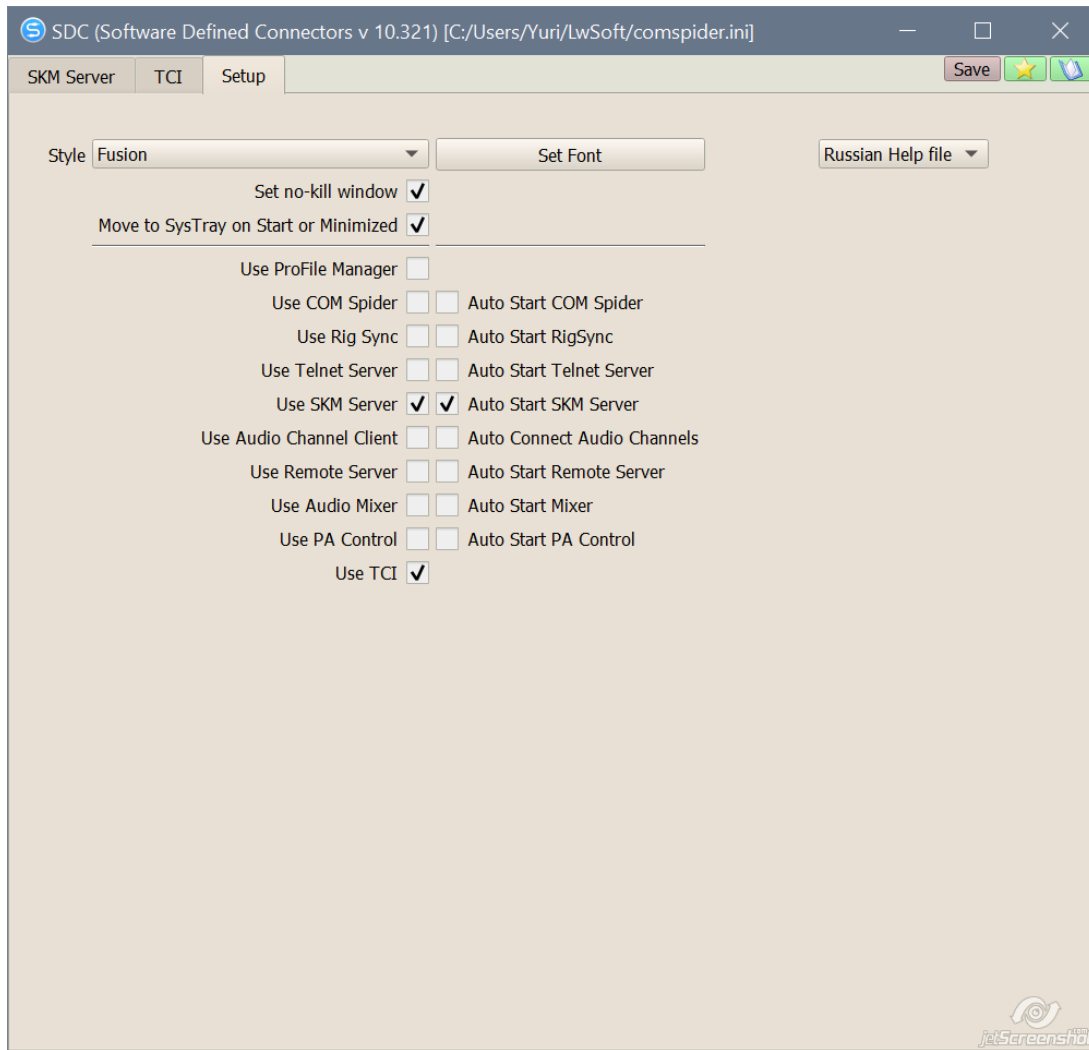 SDC (Software Defined Connectors v 10.321) [C:/Users/Yuri/LwSoft/comspider.ini]
SKM Server TCI Setup Save
Style Fusion Set Font Russian Help file
Set no-kill window
Move to SysTray on Start or Minimized
Use ProFile Manager
Use COM Spider Auto Start COM Spider
Use Rig Sync Auto Start RigSync
Use Telnet Server Auto Start Telnet Server
Use SKM Server Auto Start SKM Server
Use Audio Channel Client Auto Connect Audio Channels
Use Remote Server Auto Start Remote Server
Use Audio Mixer Auto Start Mixer
Use PA Control Auto Start PA Control
Use TCI